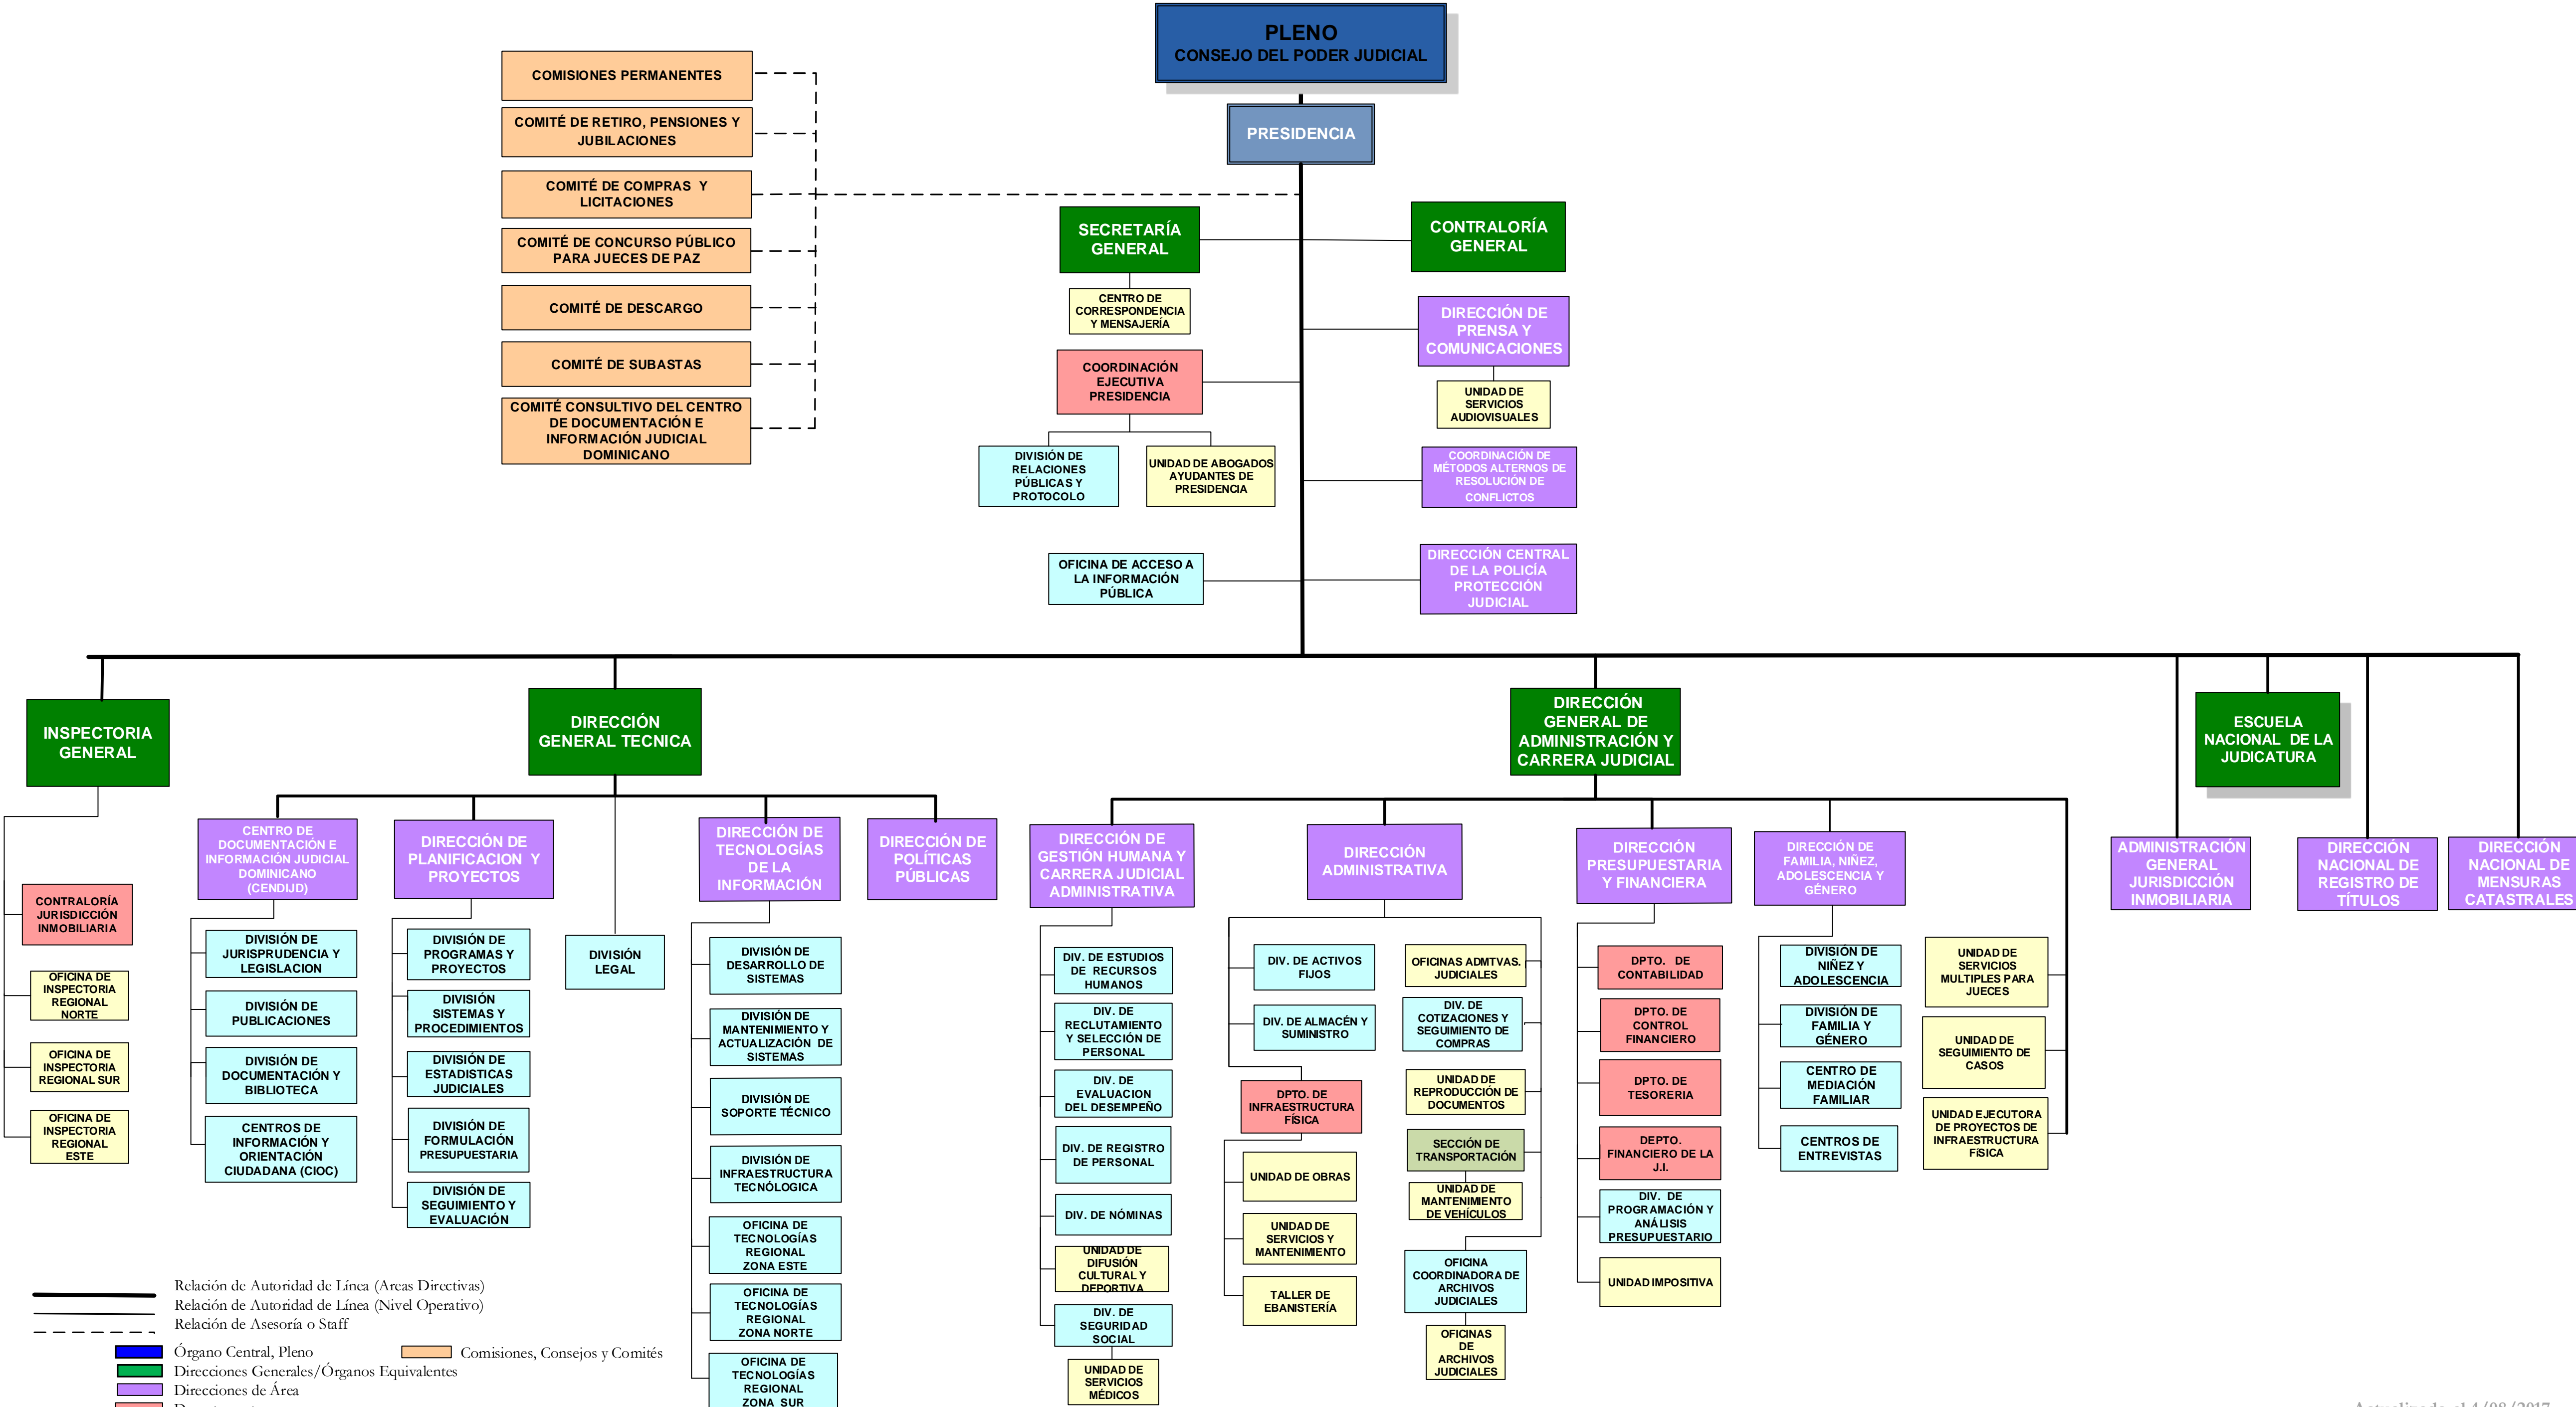 PLENO
CONSEJO DEL PODER JUDICIAL
PRESIDENCIA
COMISIONES PERMANENTES
COMITÉ DE RETIRO, PENSIONES Y
JUBILACIONES
COMITÉ DE COMPRAS Y
LICITACIONES
COMITÉ DE CONCURSO PÚBLICO
PARA JUECES DE PAZ
COMITÉ DE DESCARGO
COMITÉ DE SUBASTAS
COMITÉ CONSULTIVO DEL CENTRO
DE DOCUMENTACIÓN E
INFORMACIÓN JUDICIAL
DOMINICANO
SECRETARÍA
GENERAL
CENTRO DE
CORRESPONDENCIA
Y MENSAJERÍA
COORDINACIÓN
EJECUTIVA
PRESIDENCIA
DIVISIÓN DE
RELACIONES
PÚBLICAS Y
PROTOCOLO
UNIDAD DE ABOGADOS
AYUDANTES DE
PRESIDENCIA
OFICINA DE ACCESO A
LA INFORMACIÓN
PÚBLICA
CONTRALORÍA
GENERAL
DIRECCIÓN DE
PRENSA Y
COMUNICACIONES
UNIDAD DE
SERVICIOS
AUDIOVISUALES
COORDINACIÓN DE
MÉTODOS ALTERNOS DE
RESOLUCIÓN DE
CONFLICTOS
DIRECCIÓN CENTRAL
DE LA POLICÍA
PROTECCIÓN
JUDICIAL
INSPECTORIA
GENERAL
CONTRALORÍA
JURISDICCIÓN
INMOBILIARIA
OFICINA DE
INSPECTORIA
REGIONAL
NORTE
OFICINA DE
INSPECTORIA
REGIONAL SUR
OFICINA DE
INSPECTORIA
REGIONAL
ESTE
DIRECCIÓN
GENERAL TECNICA
CENTRO DE
DOCUMENTACIÓN E
INFORMACIÓN JUDICIAL
DOMINICANO
(CENDIJD)
DIVISIÓN DE
JURISPRUDENCIA Y
LEGISLACION
DIVISIÓN DE
PUBLICACIONES
DIVISIÓN DE
DOCUMENTACIÓN Y
BIBLIOTECA
CENTROS DE
INFORMACIÓN Y
ORIENTACIÓN
CIUDADANA (CIOC)
DIRECCIÓN DE
PLANIFICACION Y
PROYECTOS
DIVISIÓN DE
PROGRAMAS Y
PROYECTOS
DIVISIÓN
SISTEMAS Y
PROCEDIMIENTOS
DIVISIÓN DE
ESTADISTICAS
JUDICIALES
DIVISIÓN DE
FORMULACIÓN
PRESUPUESTARIA
DIVISIÓN DE
SEGUIMIENTO Y
EVALUACIÓN
DIVISIÓN
LEGAL
DIRECCIÓN DE
TECNOLOGÍAS
DE LA
INFORMACIÓN
DIVISIÓN DE
DESARROLLO DE
SISTEMAS
DIVISIÓN DE
MANTENIMIENTO Y
ACTUALIZACIÓN DE
SISTEMAS
DIVISIÓN DE
SOPORTE TÉCNICO
DIVISIÓN DE
INFRAESTRUCTURA
TECNÓLOGICA
OFICINA DE
TECNOLOGÍAS
REGIONAL
ZONA ESTE
OFICINA DE
TECNOLOGÍAS
REGIONAL
ZONA NORTE
OFICINA DE
TECNOLOGÍAS
REGIONAL
ZONA SUR
DIRECCIÓN DE
POLÍTICAS
PÚBLICAS
DIRECCIÓN
GENERAL DE
ADMINISTRACIÓN Y
CARRERA JUDICIAL
DIRECCIÓN DE
GESTIÓN HUMANA Y
CARRERA JUDICIAL
ADMINISTRATIVA
DIV. DE ESTUDIOS
DE RECURSOS
HUMANOS
DIV. DE
RECLUTAMIENTO
Y SELECCIÓN DE
PERSONAL
DIV. DE
EVALUACION
DEL DESEMPEÑO
DIV. DE REGISTRO
DE PERSONAL
DIV. DE NÓMINAS
UNIDAD DE
DIFUSIÓN
CULTURAL Y
DEPORTIVA
DIV. DE
SEGURIDAD
SOCIAL
UNIDAD DE
SERVICIOS
MÉDICOS
DIRECCIÓN
ADMINISTRATIVA
DIV. DE ACTIVOS
FIJOS
DIV. DE ALMACÉN Y
SUMINISTRO
DPTO. DE
INFRAESTRUCTURA
FÍSICA
UNIDAD DE OBRAS
UNIDAD DE
SERVICIOS Y
MANTENIMIENTO
TALLER DE
EBANISTERÍA
OFICINAS ADMTVAS.
JUDICIALES
DIV. DE
COTIZACIONES Y
SEGUIMIENTO DE
COMPRAS
UNIDAD DE
REPRODUCCIÓN DE
DOCUMENTOS
SECCIÓN DE
TRANSPORTACIÓN
UNIDAD DE
MANTENIMIENTO
DE VEHÍCULOS
OFICINA
COORDINADORA DE
ARCHIVOS
JUDICIALES
OFICINAS
DE
ARCHIVOS
JUDICIALES
DIRECCIÓN
PRESUPUESTARIA
Y FINANCIERA
DPTO. DE
CONTABILIDAD
DPTO. DE
CONTROL
FINANCIERO
DPTO. DE
TESORERIA
DEPTO.
FINANCIERO DE LA
J.I.
DIV. DE
PROGRAMACIÓN Y
ANÁLISIS
PRESUPUESTARIO
UNIDAD IMPOSITIVA
DIRECCIÓN DE
FAMILIA, NIÑEZ,
ADOLESCENCIA Y
GÉNERO
DIVISIÓN DE
NIÑEZ Y
ADOLESCENCIA
DIVISIÓN DE
FAMILIA Y
GÉNERO
CENTRO DE
MEDIACIÓN
FAMILIAR
CENTROS DE
ENTREVISTAS
UNIDAD DE
SERVICIOS
MULTIPLES PARA
JUECES
UNIDAD DE
SEGUIMIENTO DE
CASOS
UNIDAD EJECUTORA
DE PROYECTOS DE
INFRAESTRUCTURA
FíSICA
ADMINISTRACIÓN
GENERAL
JURISDICCIÓN
INMOBILIARIA
ESCUELA
NACIONAL DE LA
JUDICATURA
DIRECCIÓN
NACIONAL DE
REGISTRO DE
TÍTULOS
DIRECCIÓN
NACIONAL DE
MENSURAS
CATASTRALES
Relación de Autoridad de Línea (Areas Directivas)
Relación de Autoridad de Línea (Nivel Operativo)
Relación de Asesoría o Staff
Órgano Central, Pleno
Comisiones, Consejos y Comités
Direcciones Generales/Órganos Equivalentes
Direcciones de Área